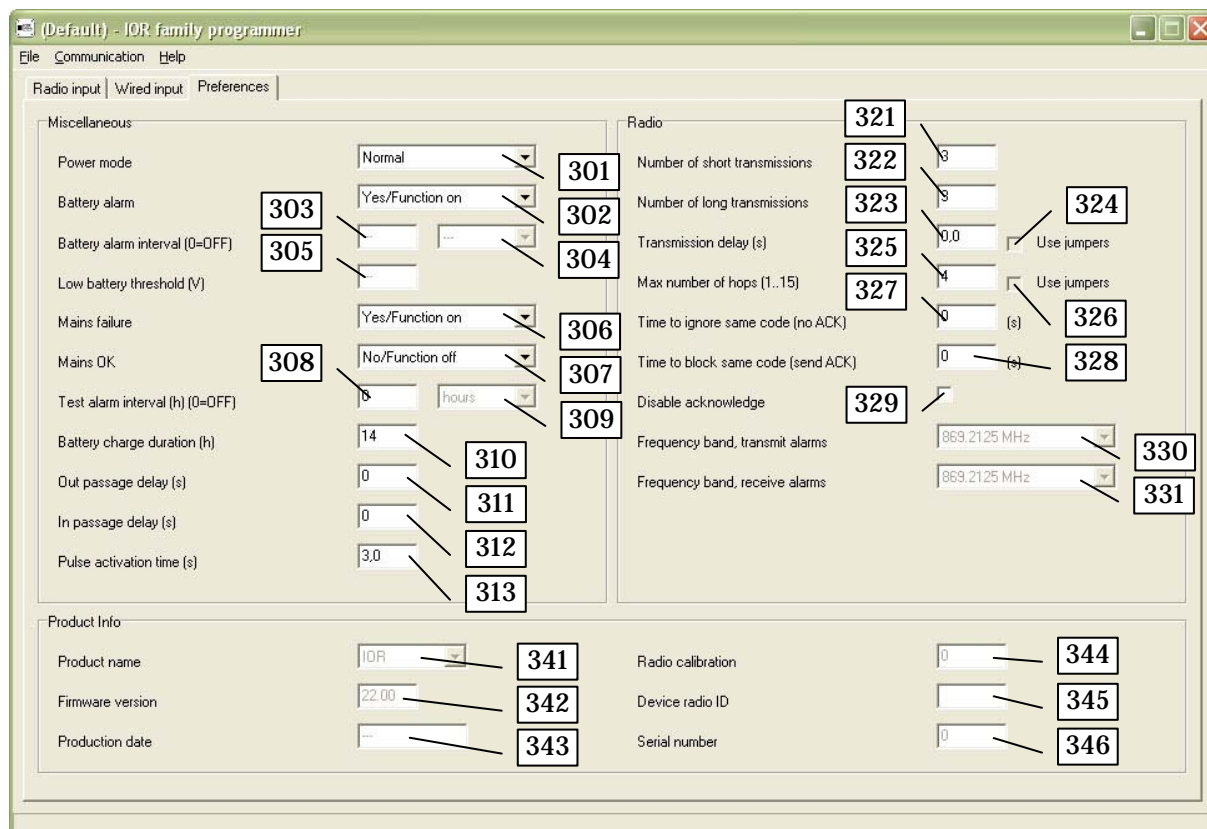 (Default) - IOR family programmer
File Communication Help
Radio input Wired input Preferences
Miscellaneous
Power mode Normal 301
Battery alarm Yes/Function on 302
303
Battery alarm interval (0=OFF) --- --- 304
305
Low battery threshold (V) ---
Mains failure Yes/Function on 306
Mains OK No/Function off 307
308
Test alarm interval (h) (0=OFF) 0 hours 309
Battery charge duration (h) 14 310
Out passage delay (s) 0 311
In passage delay (s) 0 312
Pulse activation time (s) 3,0 313
Radio
321
Number of short transmissions 3
322
Number of long transmissions 3
323 324
Transmission delay (s) 0,0 Use jumpers
325
Max number of hops (1..15) 4 Use jumpers
327 326
Time to ignore same code (no ACK) 0 (s)
Time to block same code (send ACK) 0 (s) 328
Disable acknowledge 329
Frequency band, transmit alarms 869.2125 MHz 330
Frequency band, receive alarms 869.2125 MHz 331
Product Info
Product name IOR 341
Firmware version 22.00 342
Production date --- 343
Radio calibration 0 344
Device radio ID 345
Serial number 0 346